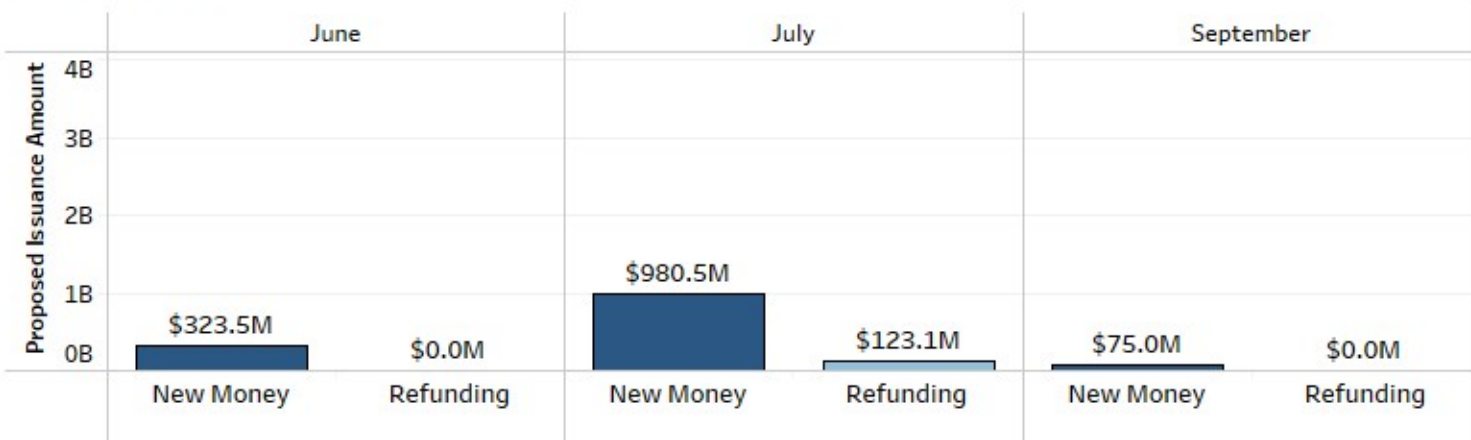 June July September
Proposed Issuance Amount
4B
3B
2B
1B
0B
$323.5M
$0.0M
$980.5M
$123.1M
$75.0M
$0.0M
New Money Refunding New Money Refunding New Money Refunding